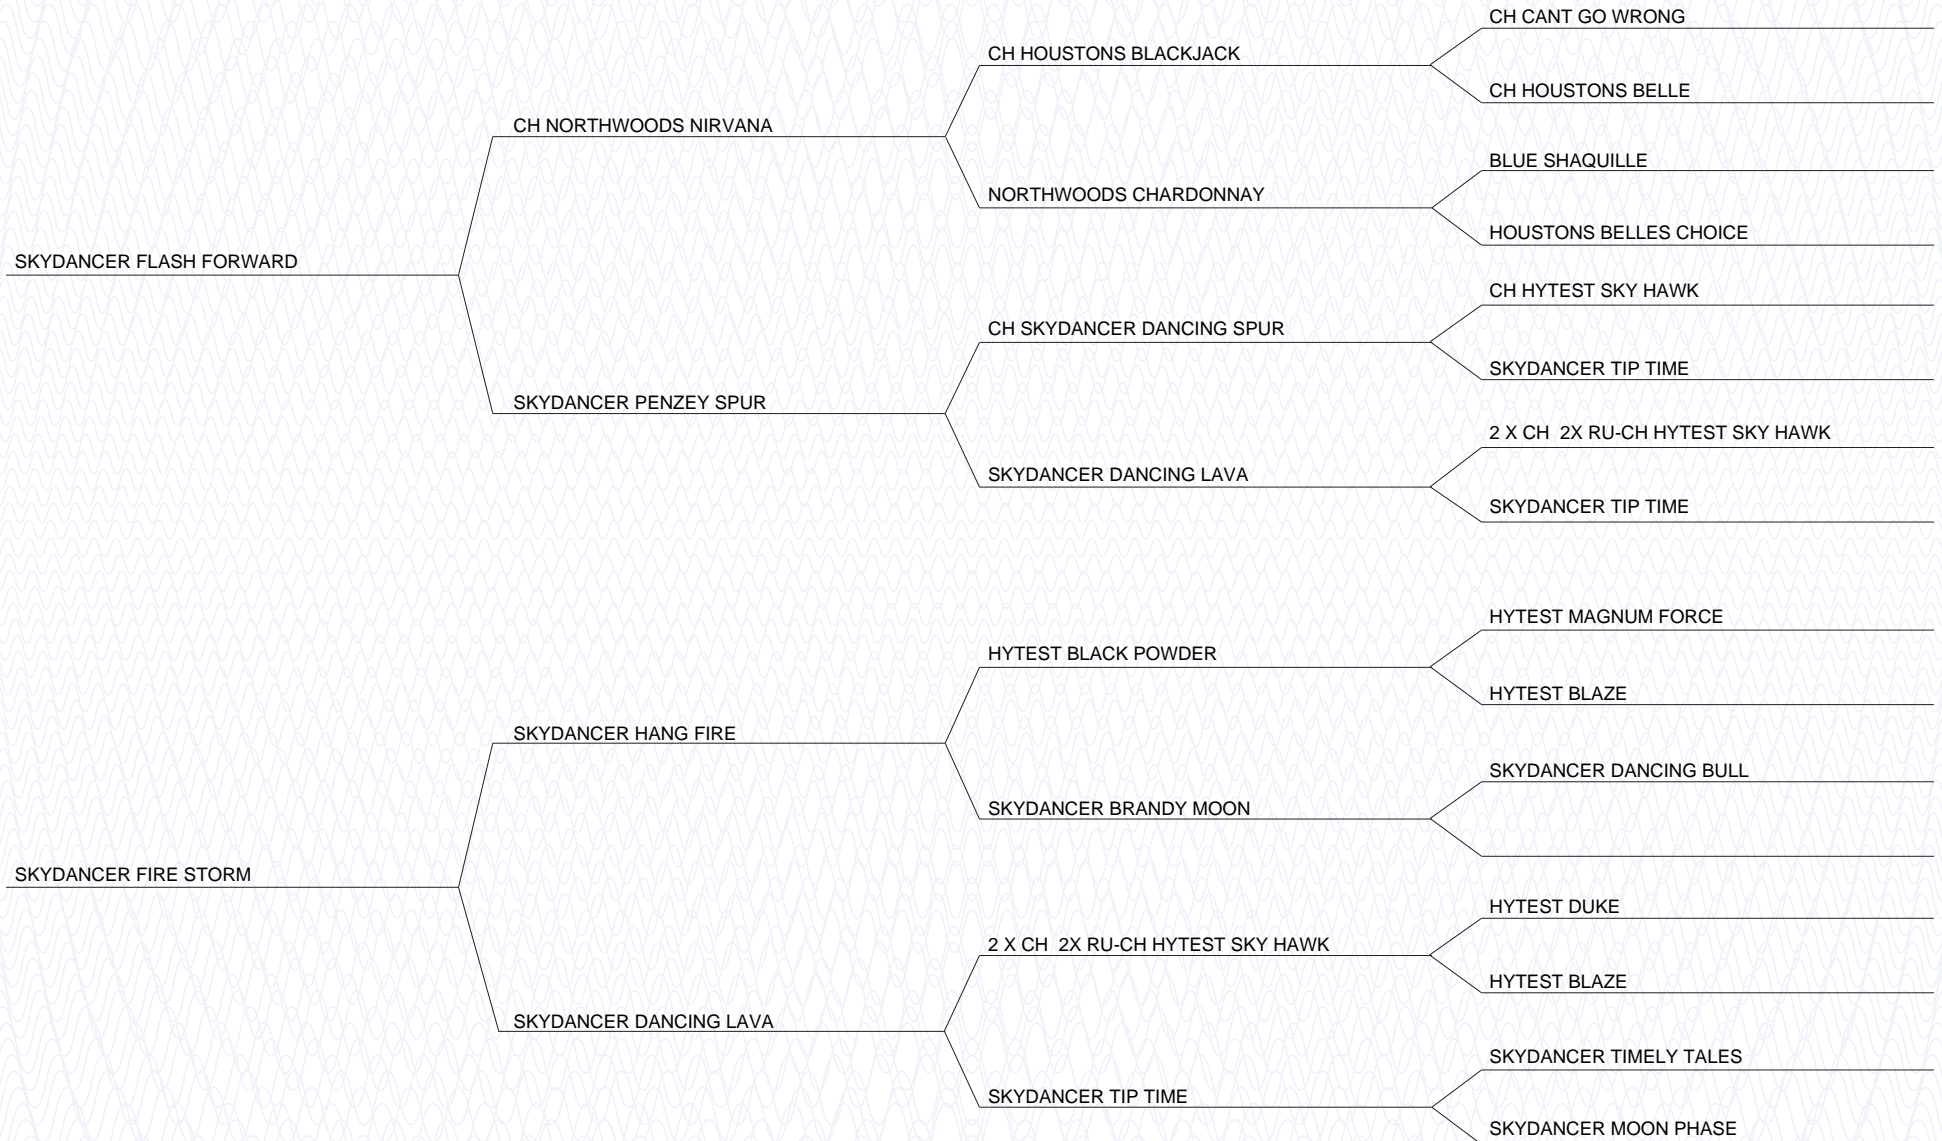 CH CANT GO WRONG
CH HOUSTONS BLACKJACK
CH HOUSTONS BELLE
CH NORTHWOODS NIRVANA
BLUE SHAQUILLE
NORTHWOODS CHARDONNAY
HOUSTONS BELLES CHOICE
SKYDANCER FLASH FORWARD
CH HYTEST SKY HAWK
CH SKYDANCER DANCING SPUR
SKYDANCER TIP TIME
SKYDANCER PENZEY SPUR
2 X CH  2X RU-CH HYTEST SKY HAWK
SKYDANCER DANCING LAVA
SKYDANCER TIP TIME
HYTEST MAGNUM FORCE
HYTEST BLACK POWDER
HYTEST BLAZE
SKYDANCER HANG FIRE
SKYDANCER DANCING BULL
SKYDANCER BRANDY MOON
SKYDANCER FIRE STORM
HYTEST DUKE
2 X CH  2X RU-CH HYTEST SKY HAWK
HYTEST BLAZE
SKYDANCER DANCING LAVA
SKYDANCER TIMELY TALES
SKYDANCER TIP TIME
SKYDANCER MOON PHASE